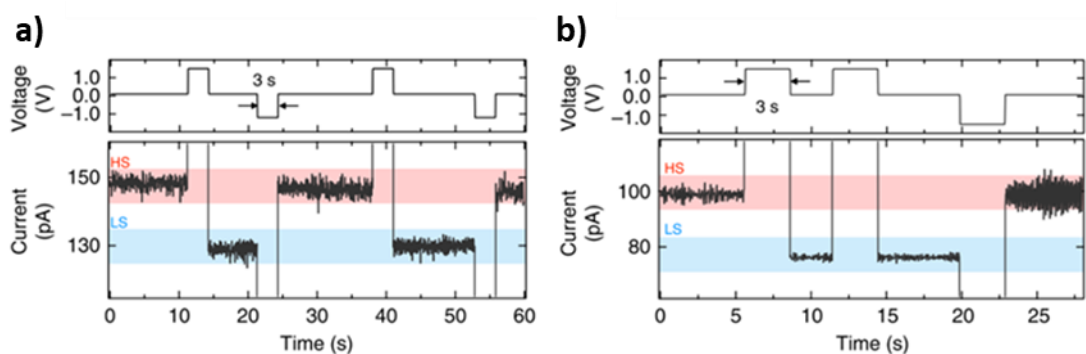 a)
Voltage
(V)
1.0
0.0
−1.0
3 s
Current
(pA)
150
130
HS
LS
0 10 20 30 40 50 60
Time (s)
b)
Voltage
(V)
1.0
0.0
−1.0
3 s
Current
(pA)
100
80
HS
LS
0 5 10 15 20 25
Time (s)